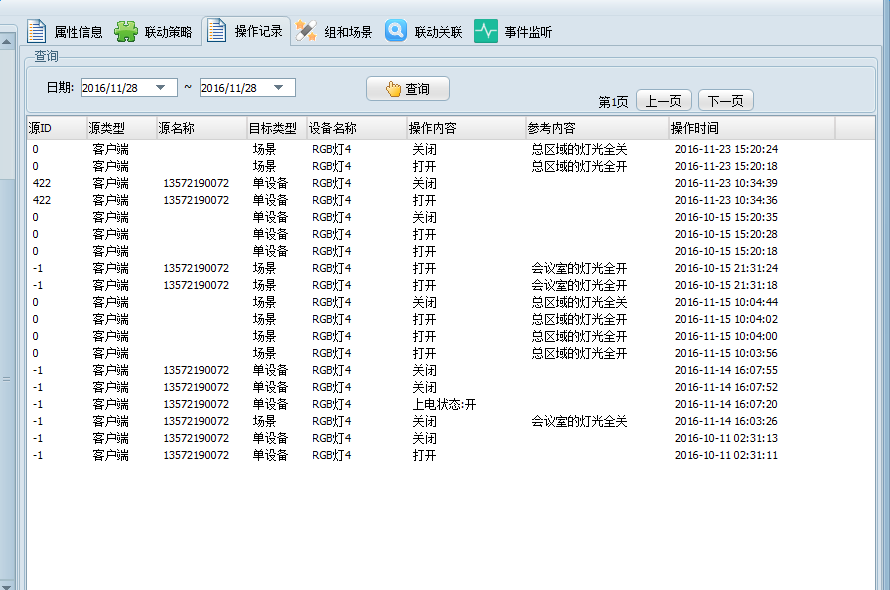 属性信息 联动策略 操作记录 组和场景 联动关联 事件监听
查询
日期: 2016/11/28 ~ 2016/11/28 查询
第1页 上一页 下一页
源ID 源类型 源名称 目标类型 设备名称 操作内容 参考内容 操作时间
0 客户端 场景 RGB灯4 关闭 总区域的灯光全关 2016-11-23 15:20:24
0 客户端 场景 RGB灯4 打开 总区域的灯光全开 2016-11-23 15:20:18
422 客户端 13572190072 单设备 RGB灯4 关闭 2016-11-23 10:34:39
422 客户端 13572190072 单设备 RGB灯4 打开 2016-11-23 10:34:36
0 客户端 单设备 RGB灯4 关闭 2016-10-15 15:20:35
0 客户端 单设备 RGB灯4 打开 2016-10-15 15:20:28
0 客户端 单设备 RGB灯4 打开 2016-10-15 15:20:18
-1 客户端 13572190072 场景 RGB灯4 打开 会议室的灯光全开 2016-10-15 21:31:24
-1 客户端 13572190072 场景 RGB灯4 打开 会议室的灯光全开 2016-10-15 21:31:18
0 客户端 场景 RGB灯4 关闭 总区域的灯光全关 2016-11-15 10:04:44
0 客户端 场景 RGB灯4 打开 总区域的灯光全开 2016-11-15 10:04:02
0 客户端 场景 RGB灯4 打开 总区域的灯光全开 2016-11-15 10:04:00
0 客户端 场景 RGB灯4 打开 总区域的灯光全开 2016-11-15 10:03:56
-1 客户端 13572190072 单设备 RGB灯4 关闭 2016-11-14 16:07:55
-1 客户端 13572190072 单设备 RGB灯4 关闭 2016-11-14 16:07:52
-1 客户端 13572190072 单设备 RGB灯4 上电状态:开 2016-11-14 16:07:20
-1 客户端 13572190072 场景 RGB灯4 关闭 会议室的灯光全关 2016-11-14 16:03:26
-1 客户端 13572190072 单设备 RGB灯4 关闭 2016-10-11 02:31:13
-1 客户端 13572190072 单设备 RGB灯4 打开 2016-10-11 02:31:11